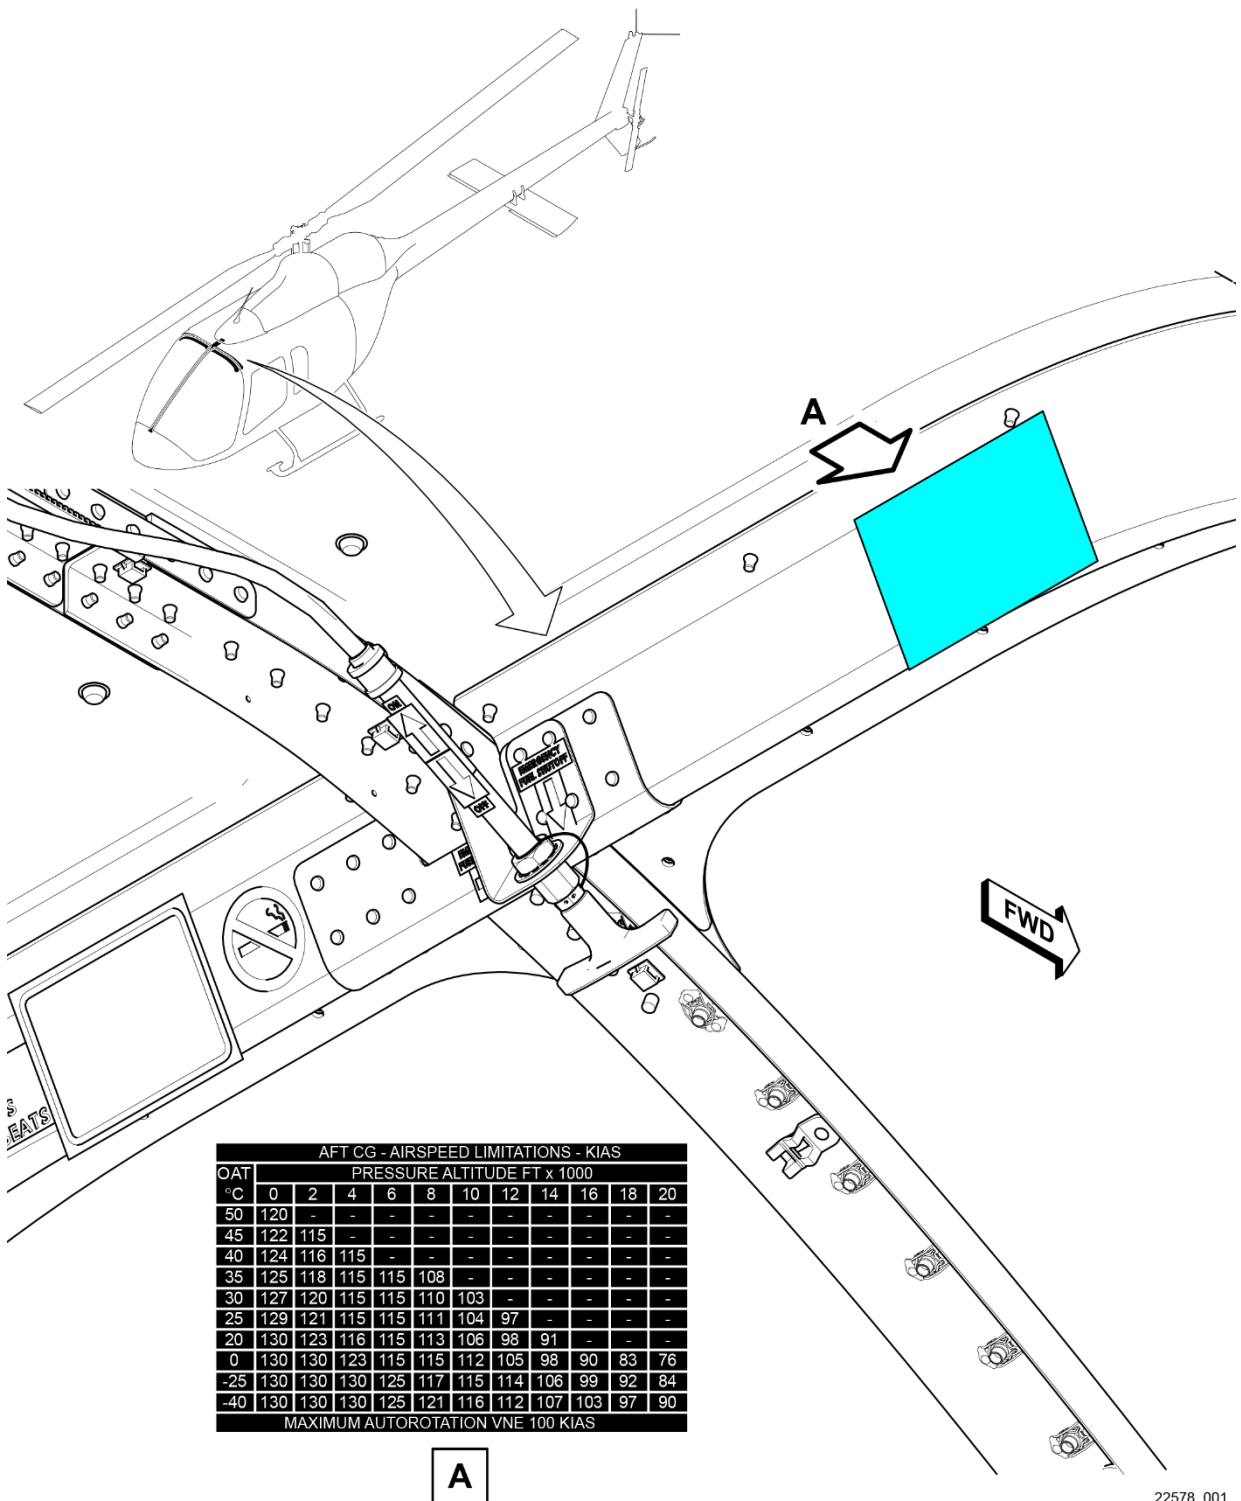 A
ON
OFF
EMERGENCY
FUEL SHUTOFF
FWD
EATS
AFT CG - AIRSPEED LIMITATIONS - KIAS
OAT PRESSURE ALTITUDE FT x 1000
°C 0 2 4 6 8 10 12 14 16 18 20
50 120 - - - - - - - - - -
45 122 115 - - - - - - - - -
40 124 116 115 - - - - - - - -
35 125 118 115 115 108 - - - - - -
30 127 120 115 115 110 103 - - - - -
25 129 121 115 115 111 104 97 - - - -
20 130 123 116 115 113 106 98 91 - - -
0 130 130 123 115 115 112 105 98 90 83 76
-25 130 130 130 125 117 115 114 106 99 92 84
-40 130 130 130 125 121 116 112 107 103 97 90
MAXIMUM AUTOROTATION VNE 100 KIAS
A
22578_001